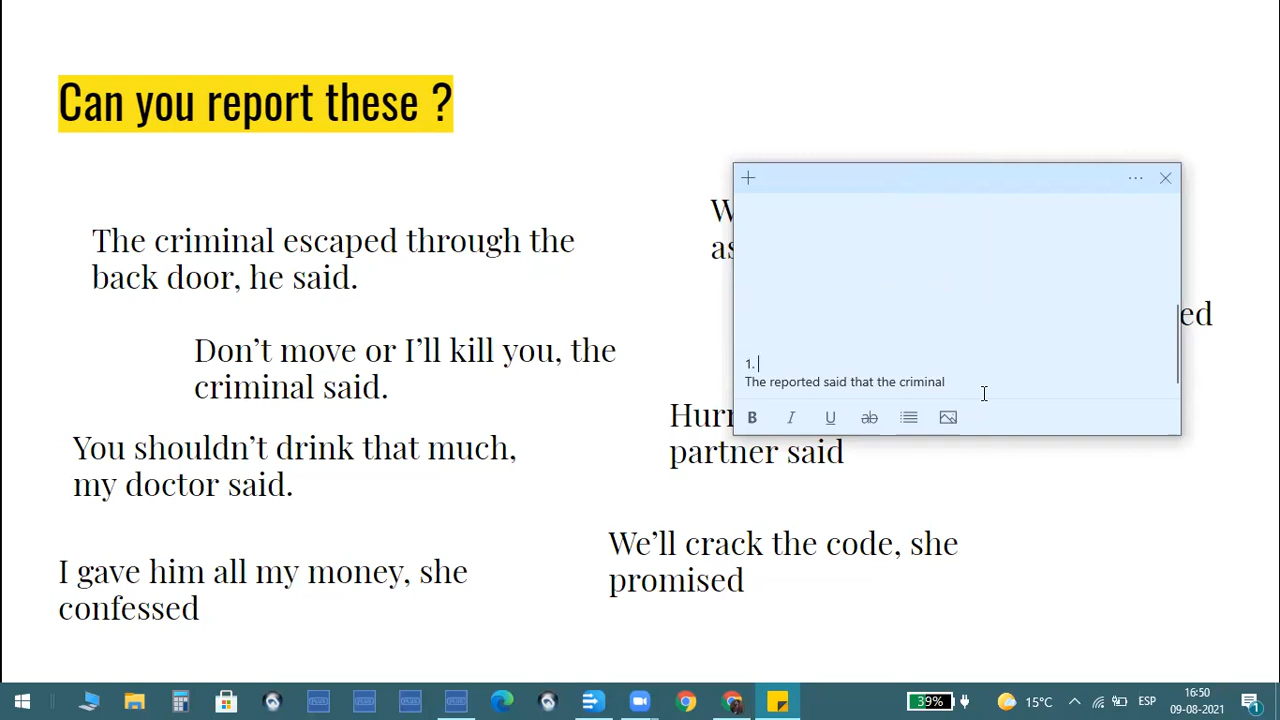 Can you report these ?
The criminal escaped through the
back door, he said.
Don't move or I'll kill you, the
criminal said.
You shouldn't drink that much,
my doctor said.
I gave him all my money, she
confessed
1.
The reported said that the criminal
B I U ab
partner said
We'll crack the code, she
promised
39%
15°C
ESP
16:50
09-08-2021